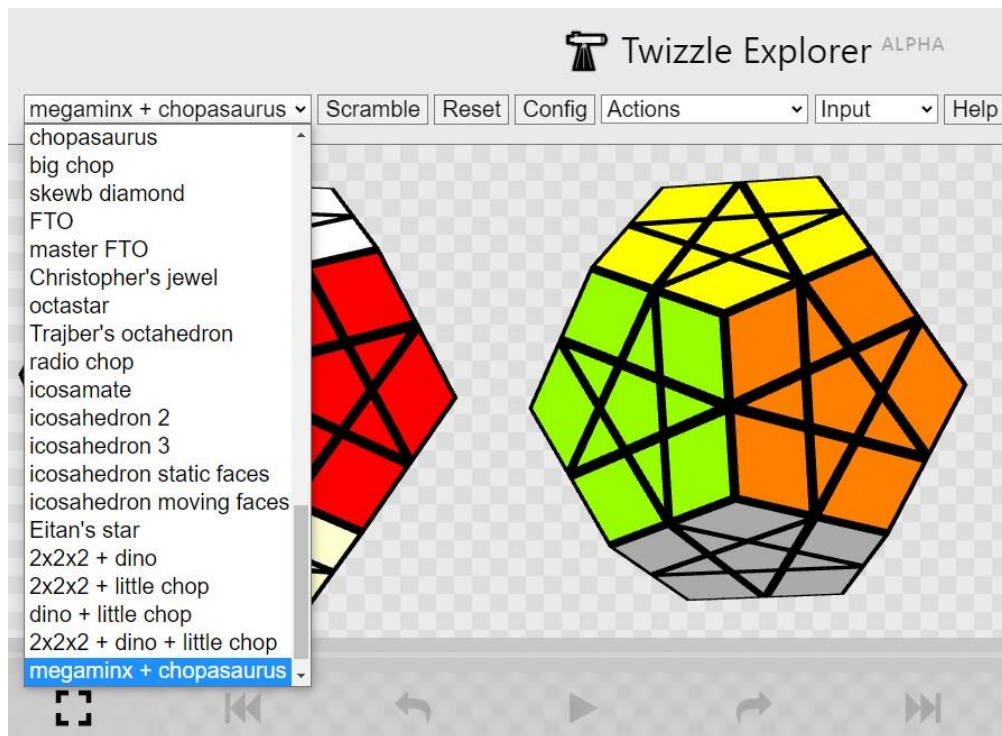 Twizzle Explorer ALPHA
megaminx + chopasaurus Scramble Reset Config Actions Input Help
chopasaurus
big chop
skewb diamond
FTO
master FTO
Christopher's jewel
octastar
Trajber's octahedron
radio chop
icosamate
icosahedron 2
icosahedron 3
icosahedron static faces
icosahedron moving faces
Eitan's star
2x2x2 + dino
2x2x2 + little chop
dino + little chop
2x2x2 + dino + little chop
megaminx + chopasaurus